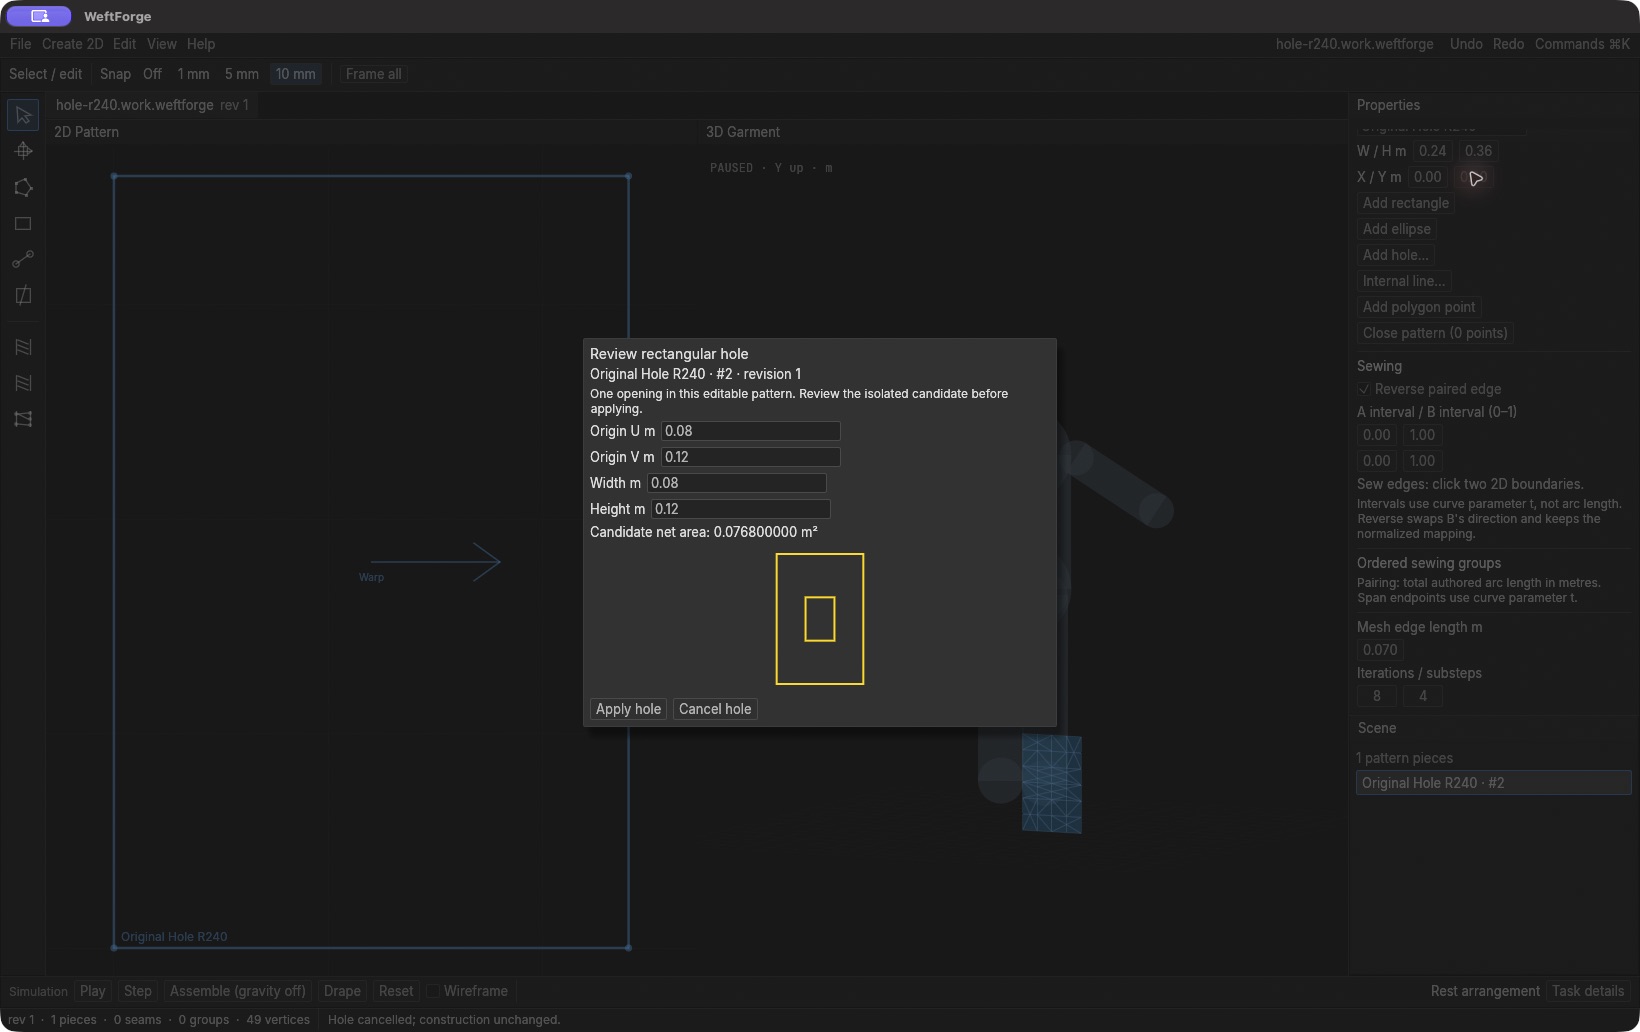 WeftForge
File Create 2D Edit View Help
hole-r240.work.weftforge Undo Redo Commands ⌘K
Select / edit Snap Off 1 mm 5 mm 10 mm Frame all
hole-r240.work.weftforge rev 1
2D Pattern
Warp
Original Hole R240
3D Garment
PAUSED · Y up · m
Review rectangular hole
Original Hole R240 · #2 · revision 1
One opening in this editable pattern. Review the isolated candidate before
applying.
Origin U m 0.08
Origin V m 0.12
Width m 0.08
Height m 0.12
Candidate net area: 0.076800000 m²
Apply hole Cancel hole
Properties
W / H m 0.24 0.36
X / Y m 0.00
Add rectangle
Add ellipse
Add hole...
Internal line...
Add polygon point
Close pattern (0 points)
Sewing
Reverse paired edge
A interval / B interval (0–1)
0.00 1.00
0.00 1.00
Sew edges: click two 2D boundaries.
Intervals use curve parameter t, not arc length.
Reverse swaps B's direction and keeps the
normalized mapping.
Ordered sewing groups
Pairing: total authored arc length in metres.
Span endpoints use curve parameter t.
Mesh edge length m
0.070
Iterations / substeps
8 4
Scene
1 pattern pieces
Original Hole R240 · #2
Simulation Play Step Assemble (gravity off) Drape Reset Wireframe
Rest arrangement Task details
rev 1 · 1 pieces · 0 seams · 0 groups · 49 vertices Hole cancelled; construction unchanged.